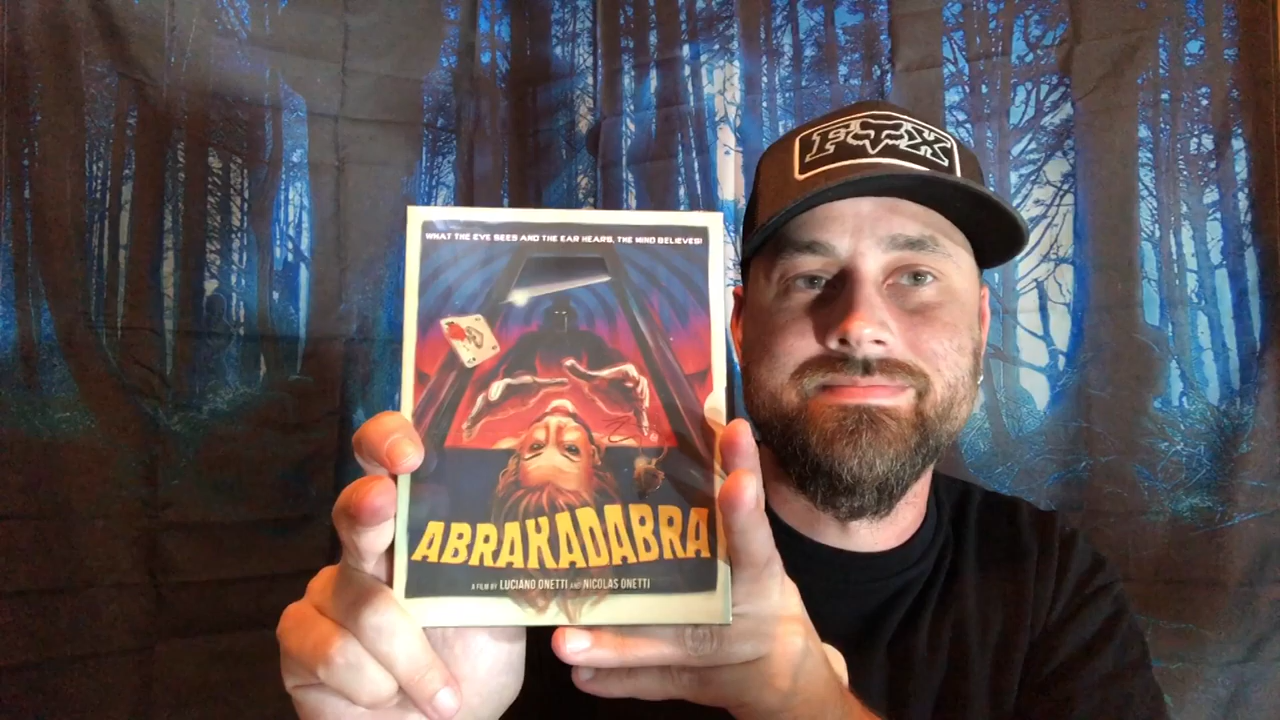 FOX
WHAT THE EYE SEES AND THE EAR HEARS, THE MIND BELIEVES!
ABRAKADABRA
A FILM BY LUCIANO ONETTI AND NICOLAS ONETTI